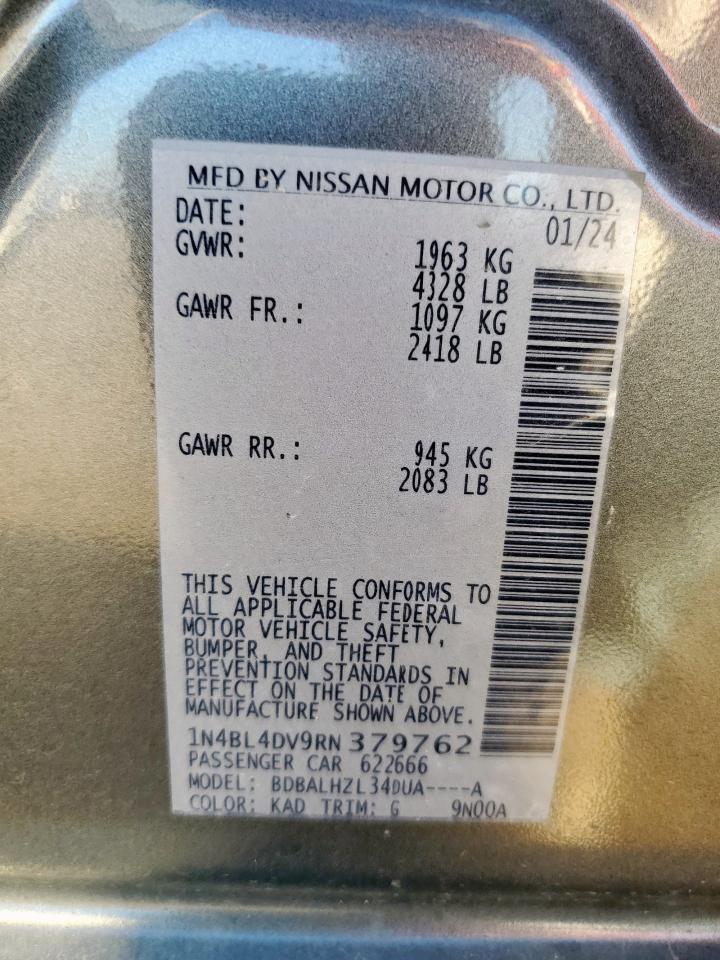 MFD BY NISSAN MOTOR CO., LTD.
DATE: 01/24
GVWR: 1963 KG
4328 LB
GAWR FR.: 1097 KG
2418 LB
GAWR RR.: 945 KG
2083 LB
THIS VEHICLE CONFORMS TO
ALL APPLICABLE FEDERAL
MOTOR VEHICLE SAFETY,
BUMPER, AND THEFT
PREVENTION STANDARDS IN
EFFECT ON THE DATE OF
MANUFACTURE SHOWN ABOVE.
1N4BL4DV9RN379762
PASSENGER CAR 622666
MODEL: BDBALHZL34DUA----A
COLOR: KAD TRIM: G 9N00A